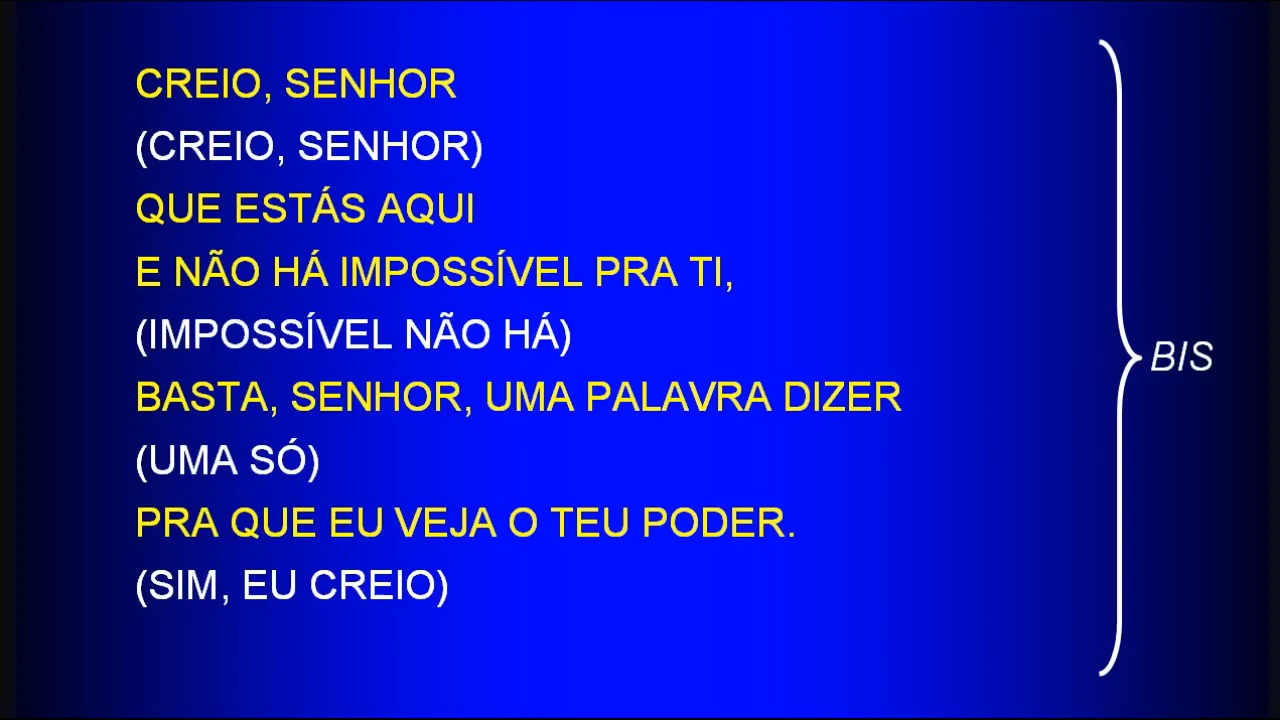 CREIO, SENHOR
(CREIO, SENHOR)
QUE ESTÁS AQUI
E NÃO HÁ IMPOSSÍVEL PRA TI,
(IMPOSSÍVEL NÃO HÁ)
BASTA, SENHOR, UMA PALAVRA DIZER
(UMA SÓ)
PRA QUE EU VEJA O TEU PODER.
(SIM, EU CREIO)
BIS